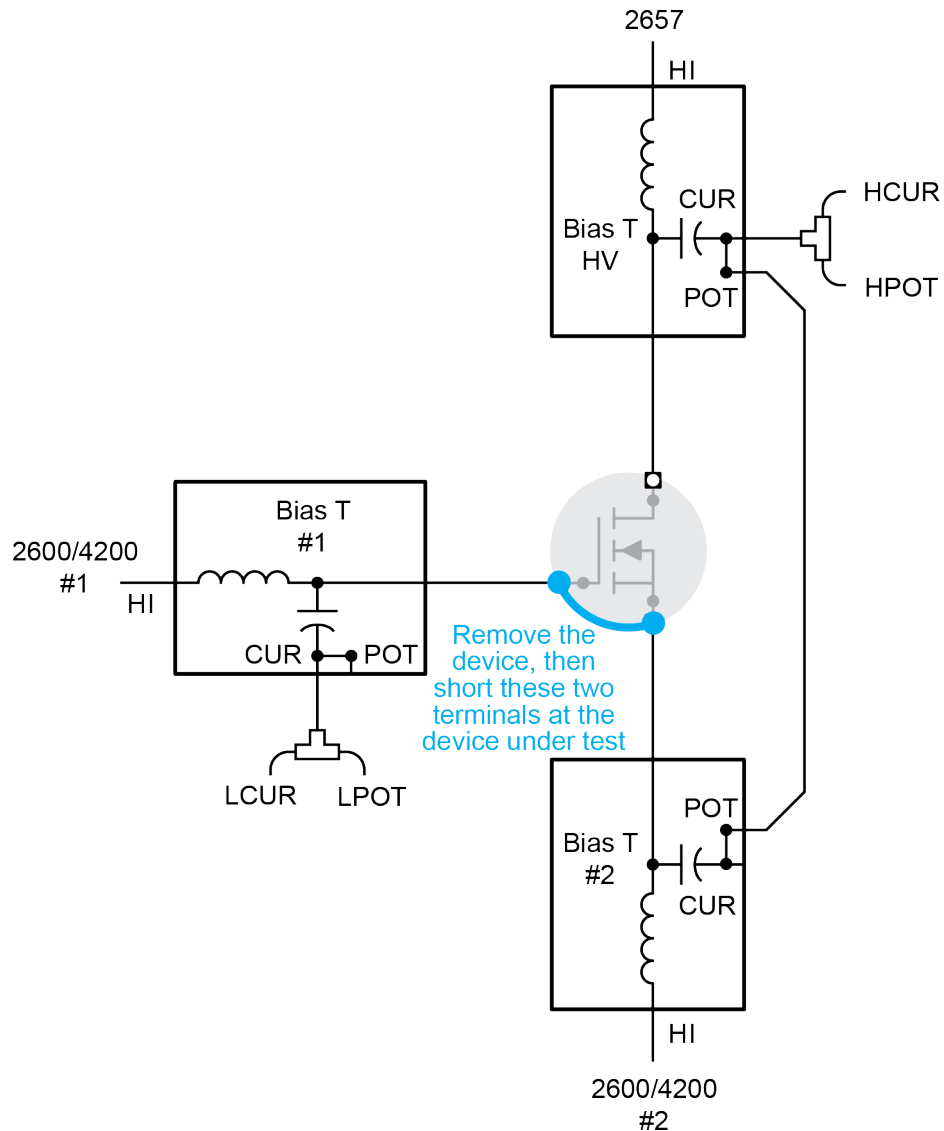 2657
HI
HCUR
CUR
Bias T
HV
POT
HPOT
Bias T
#1
2600/4200
#1
HI
CUR
POT
Remove the
device, then
short these two
terminals at the
device under test
LCUR
LPOT
POT
Bias T
#2
CUR
HI
2600/4200
#2